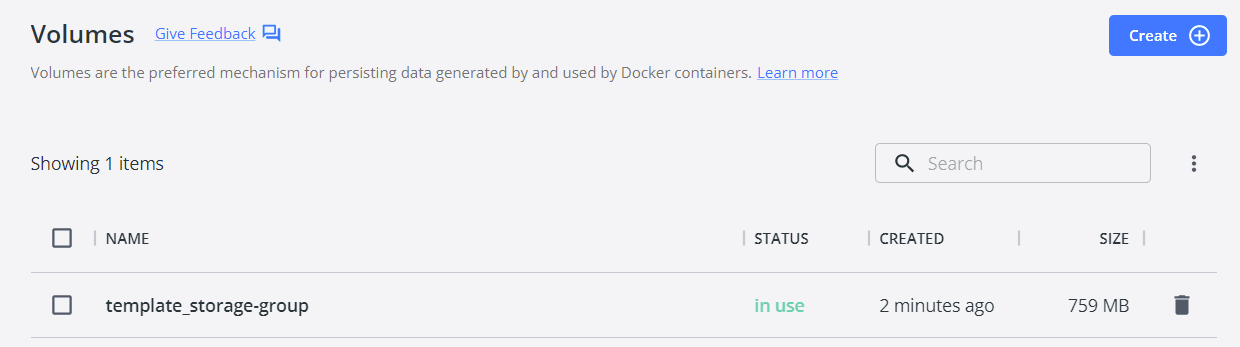 Volumes Give Feedback Create
Volumes are the preferred mechanism for persisting data generated by and used by Docker containers. Learn more
Showing 1 items Search
NAME STATUS CREATED SIZE
template_storage-group in use 2 minutes ago 759 MB